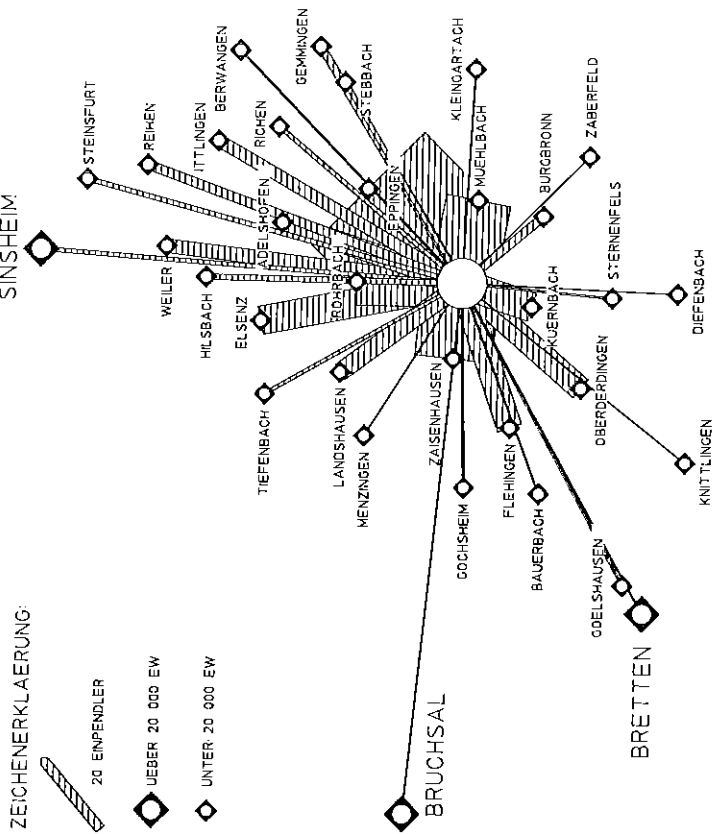 ZEICHENERKLAERUNG:
20 EINPENDLER
UEBER 20 000 EW
UNTER 20 000 EW
SINSHEIM
STEINSFURT
REIHEN
WEILER
ITTLINGEN
HILSBACH
BERWANGEN
ELSENZ
ADELSHOFEN
RICHEN
TIEFENBACH
GEMMINGEN
ROHRBACH
LANDSHAUSEN
STEBBACH
MENZINGEN
EPPINGEN
BRUCHSAL
ZAISENHAUSEN
KLEINGARTACH
GOCHSHEIM
MUEHLBACH
FLEHINGEN
BAUERBACH
BURGBRONN
KUERNBACH
ZABERFELD
GOELSHAUSEN
OBERDERDINGEN
STERNENFELS
BRETTEN
KNITTLINGEN
DIEFENBACH